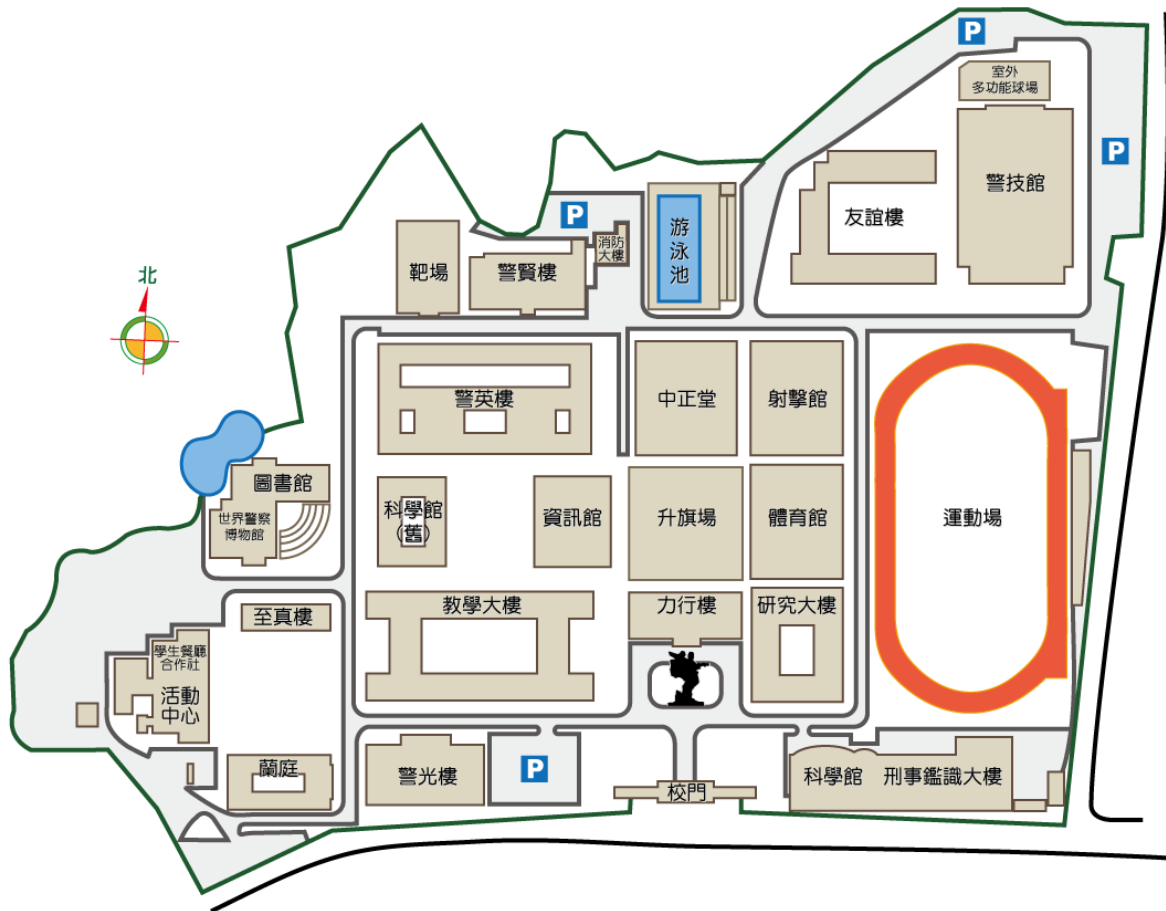 P
室外
多功能球場
P
警技館
友誼樓
P
消防
大樓
游
泳
池
靶場
警賢樓
北
警英樓
中正堂
射擊館
圖書館
世界警察
博物館
科學館
(舊)
資訊館
升旗場
體育館
運動場
至真樓
教學大樓
力行樓
研究大樓
學生餐廳
合作社
活動
中心
蘭庭
警光樓
P
校門
科學館
刑事鑑識大樓